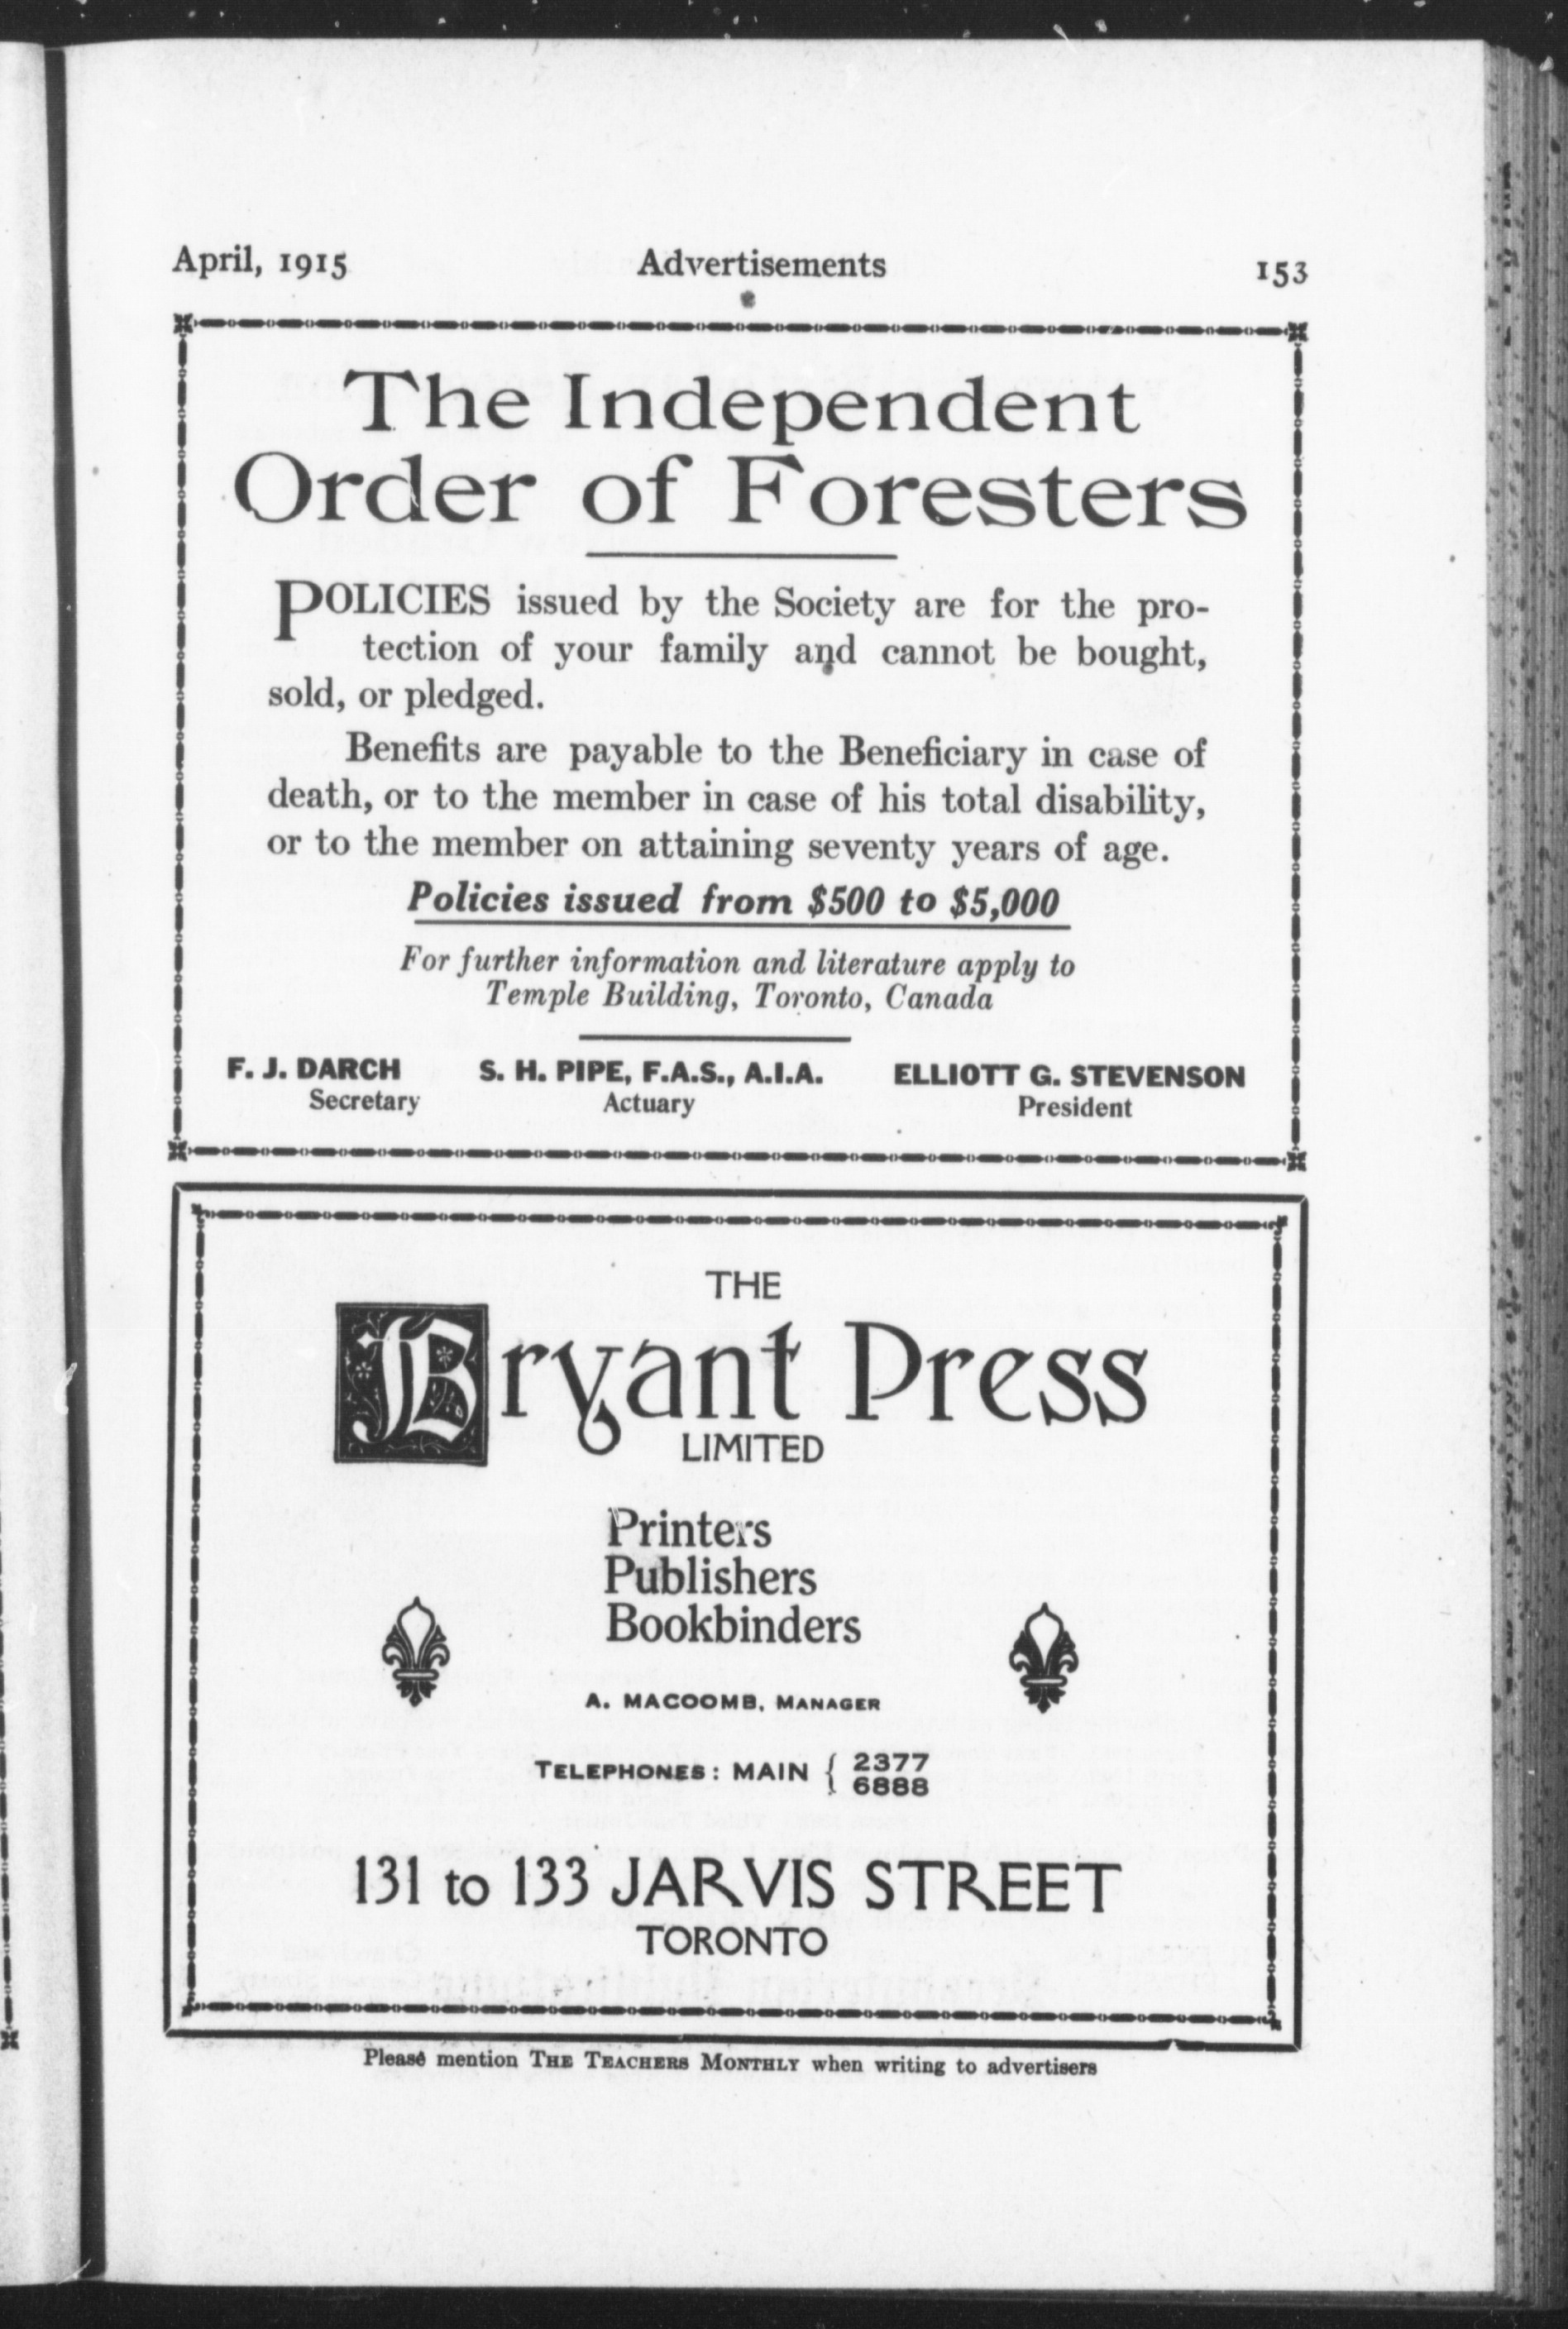 April, 1915 Advertisements 153
The Independent
Order of Foresters
POLICIES issued by the Society are for the pro-
tection of your family and cannot be bought,
sold, or pledged.
Benefits are payable to the Beneficiary in case of
death, or to the member in case of his total disability,
or to the member on attaining seventy years of age.
Policies issued from $500 to $5,000
For further information and literature apply to
Temple Building, Toronto, Canada
F. J. DARCH S. H. PIPE, F.A.S., A.I.A. ELLIOTT G. STEVENSON
Secretary Actuary President
THE
Bryant Press
LIMITED
Printers
Publishers
Bookbinders
A. MACOOMB, MANAGER
TELEPHONES: MAIN { 2377
6888
131 to 133 JARVIS STREET
TORONTO
Please mention THE TEACHERS MONTHLY when writing to advertisers